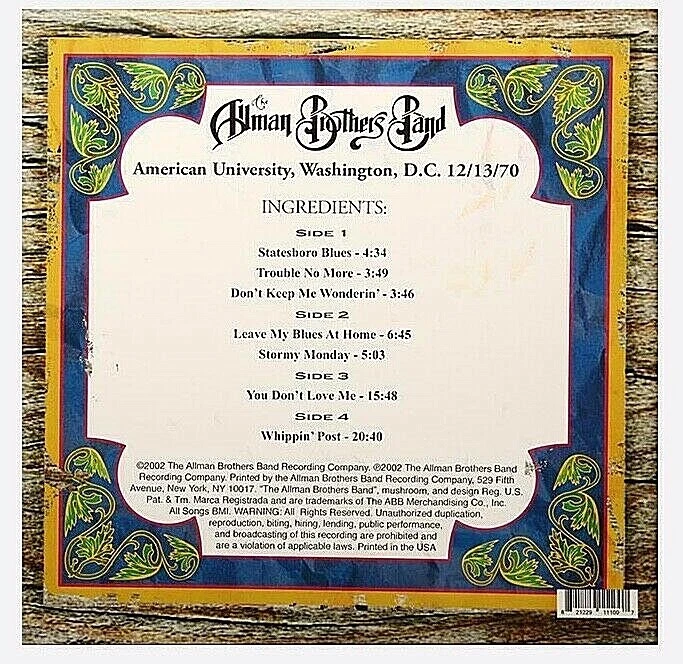 The Allman Brothers Band
American University, Washington, D.C. 12/13/70
INGREDIENTS:
SIDE 1
Statesboro Blues - 4:34
Trouble No More - 3:49
Don't Keep Me Wonderin' - 3:46
SIDE 2
Leave My Blues At Home - 6:45
Stormy Monday - 5:03
SIDE 3
You Don't Love Me - 15:48
SIDE 4
Whippin' Post - 20:40
©2002 The Allman Brothers Band Recording Company. ℗2002 The Allman Brothers Band
Recording Company. Printed by the Allman Brothers Band Recording Company, 529 Fifth
Avenue, New York, NY 10017. "The Allman Brothers Band", mushroom, and design Reg. U.S.
Pat. & Tm. Marca Registrada and are trademarks of The ABB Merchandising Co., Inc.
All Songs BMI. WARNING: All Rights Reserved. Unauthorized duplication,
reproduction, biting, hiring, lending, public performance,
and broadcasting of this recording are prohibited and
are a violation of applicable laws. Printed in the USA
8 21229 11100 7